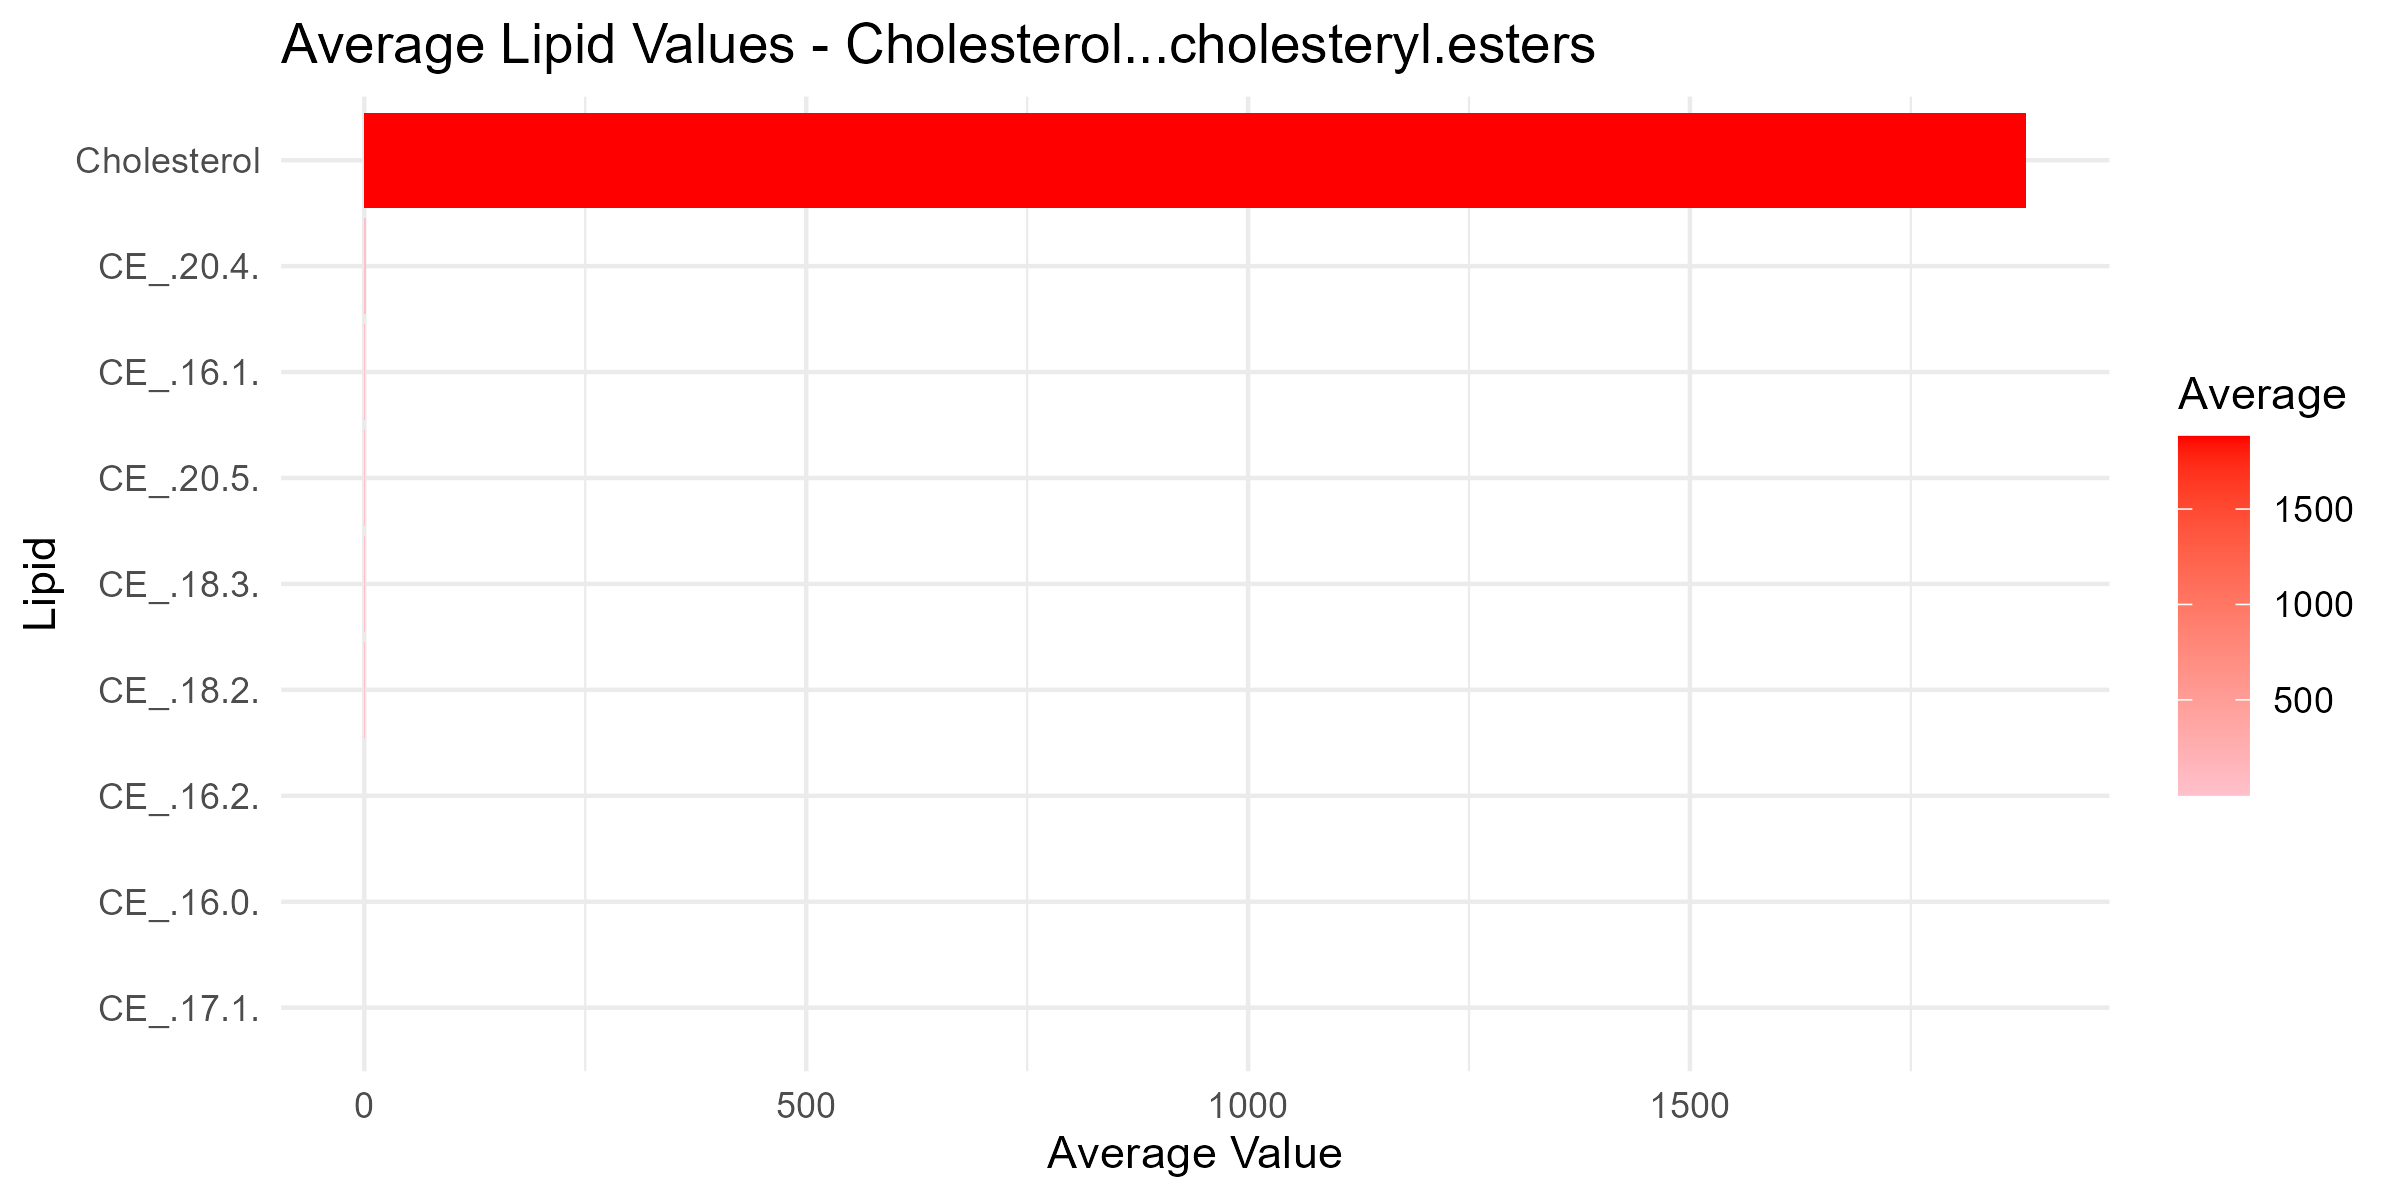 Average Lipid Values - Cholesterol...cholesteryl.esters
Cholesterol
CE_.20.4.
CE_.16.1.
CE_.20.5.
CE_.18.3.
CE_.18.2.
CE_.16.2.
CE_.16.0.
CE_.17.1.
Lipid
0 500 1000 1500
Average Value
Average
1500
1000
500